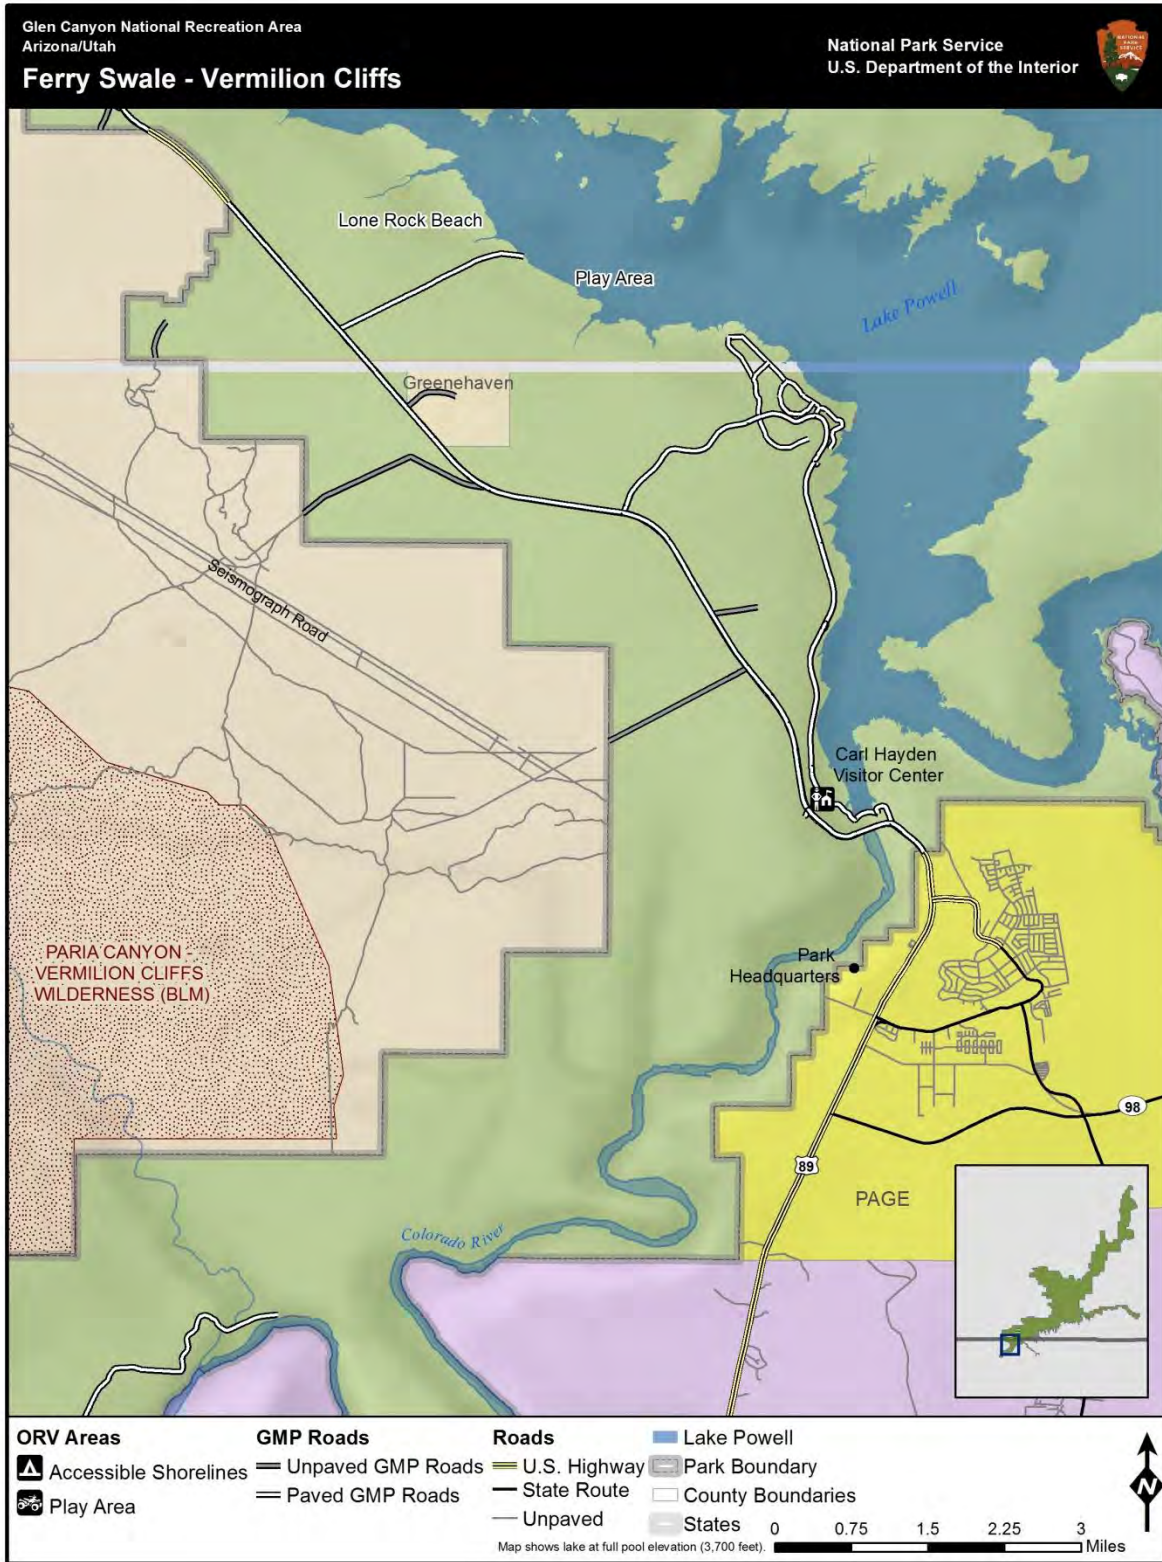 Glen Canyon National Recreation Area
Arizona/Utah
Ferry Swale - Vermilion Cliffs
National Park Service
U.S. Department of the Interior
NATIONAL
PARK
SERVICE
Lone Rock Beach
Play Area
Lake Powell
Greenehaven
Seismograph Road
Carl Hayden
Visitor Center
PARIA CANYON -
VERMILION CLIFFS
WILDERNESS (BLM)
Park
Headquarters
98
89
PAGE
Colorado River
ORV Areas
Accessible Shorelines
Play Area
GMP Roads
Unpaved GMP Roads
Paved GMP Roads
Roads
U.S. Highway
State Route
Unpaved
Lake Powell
Park Boundary
County Boundaries
States
Map shows lake at full pool elevation (3,700 feet).
0 0.75 1.5 2.25 3
Miles
N